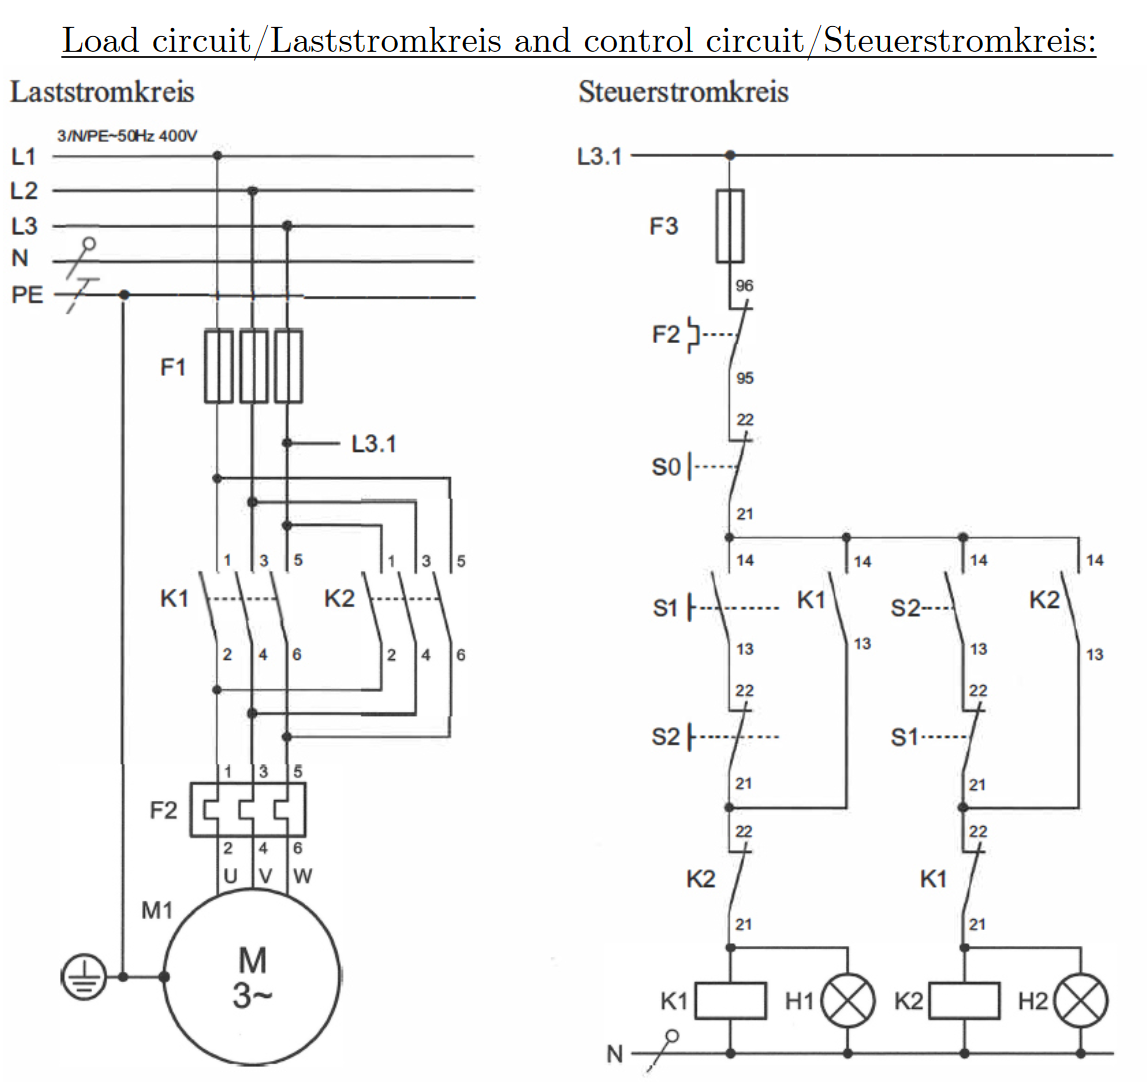 Load circuit/Laststromkreis and control circuit/Steuerstromkreis:
Laststromkreis
3/N/PE~50Hz 400V
L1
L2
L3
N
PE
F1
L3.1
1 3 5 1 3 5
K1 K2
2 4 6 2 4 6
1 3 5
F2
2 4 6
U V W
M1
M
3~
Steuerstromkreis
L3.1
F3
96
F2
95
22
S0
21
14 14 14 14
S1 K1 S2 K2
13 13 13 13
22 22
S2 S1
21 21
22 22
K2 K1
21 21
K1 H1 K2 H2
N